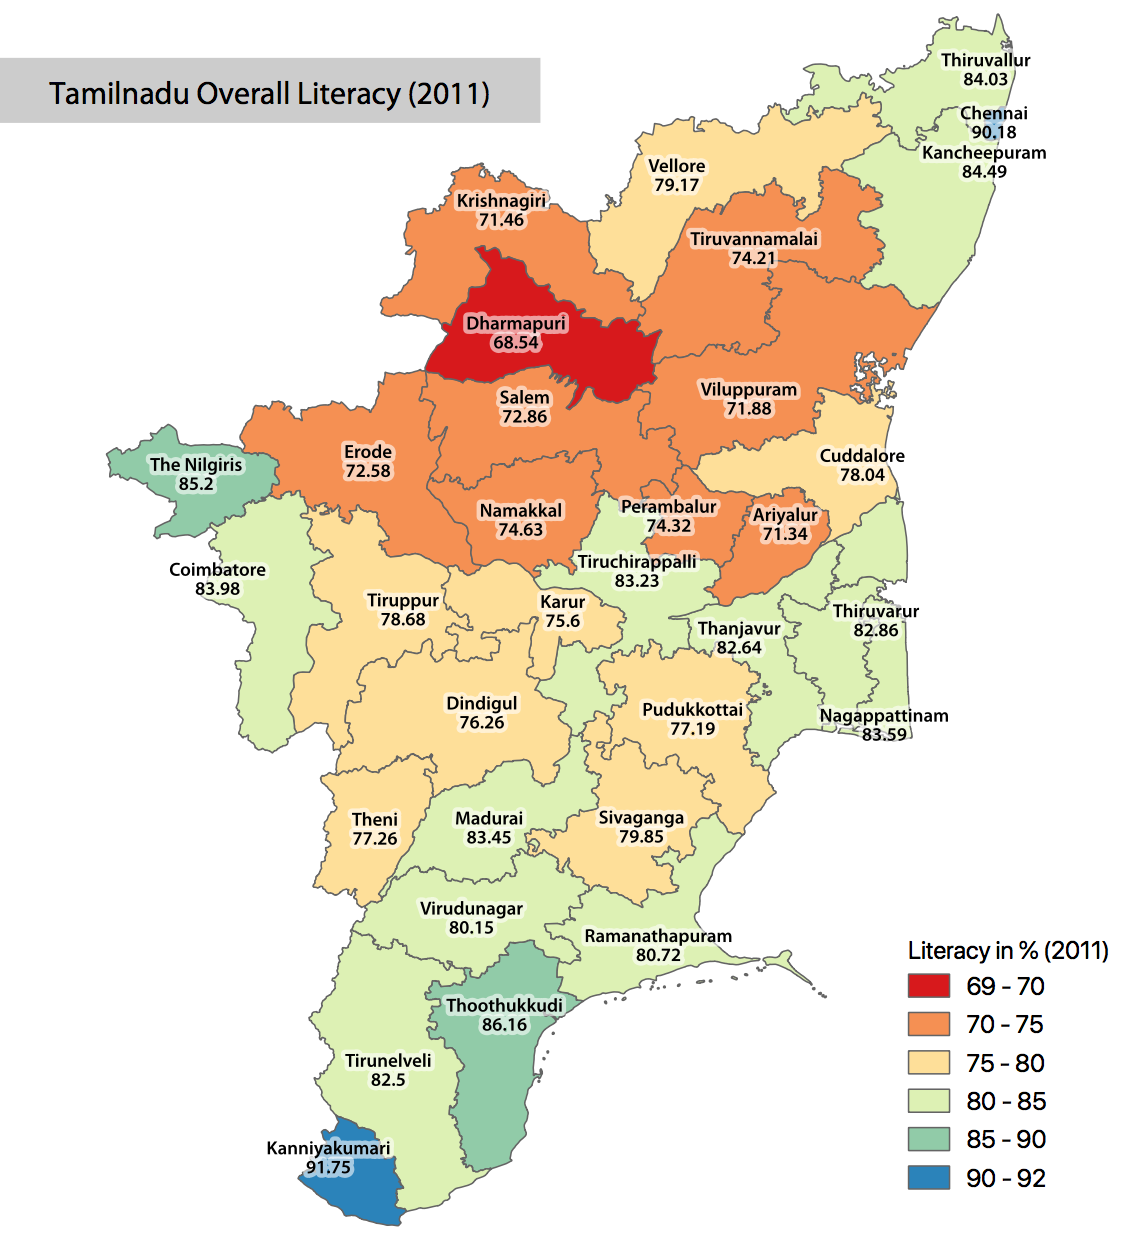 Tamilnadu Overall Literacy (2011)
Thiruvallur
84.03
Chennai
90.18
Kancheepuram
84.49
Vellore
79.17
Krishnagiri
71.46
Tiruvannamalai
74.21
Dharmapuri
68.54
Salem
72.86
Viluppuram
71.88
Erode
72.58
The Nilgiris
85.2
Cuddalore
78.04
Namakkal
74.63
Perambalur
74.32
Ariyalur
71.34
Coimbatore
83.98
Tiruchirappalli
83.23
Tiruppur
78.68
Karur
75.6
Thiruvarur
82.86
Thanjavur
82.64
Dindigul
76.26
Pudukkottai
77.19
Nagappattinam
83.59
Theni
77.26
Madurai
83.45
Sivaganga
79.85
Virudunagar
80.15
Ramanathapuram
80.72
Thoothukkudi
86.16
Tirunelveli
82.5
Kanniyakumari
91.75
Literacy in % (2011)
69 - 70
70 - 75
75 - 80
80 - 85
85 - 90
90 - 92